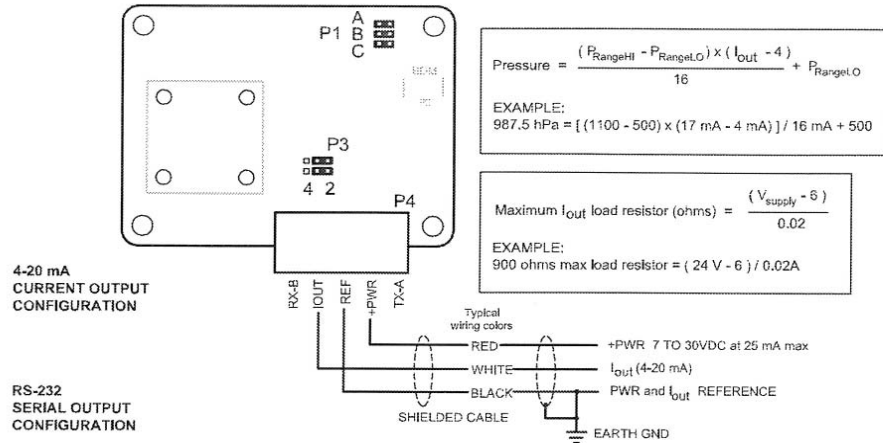 A
P1 B
C
P3
4 2
P4
RX-B
IOUT
REF
+PWR
TX-A
Pressure = ( P_RangeHI - P_RangeLO ) x ( I_out - 4 ) / 16 + P_RangeLO
EXAMPLE:
987.5 hPa = [ (1100 - 500) x (17 mA - 4 mA) ] / 16 mA + 500
Maximum I_out load resistor (ohms) = ( V_supply - 6 ) / 0.02
EXAMPLE:
900 ohms max load resistor = ( 24 V - 6 ) / 0.02A
4-20 mA
CURRENT OUTPUT
CONFIGURATION
Typical
wiring colors
RED
+PWR 7 TO 30VDC at 25 mA max
WHITE
I_out (4-20 mA)
BLACK
PWR and I_out REFERENCE
SHIELDED CABLE
EARTH GND
RS-232
SERIAL OUTPUT
CONFIGURATION